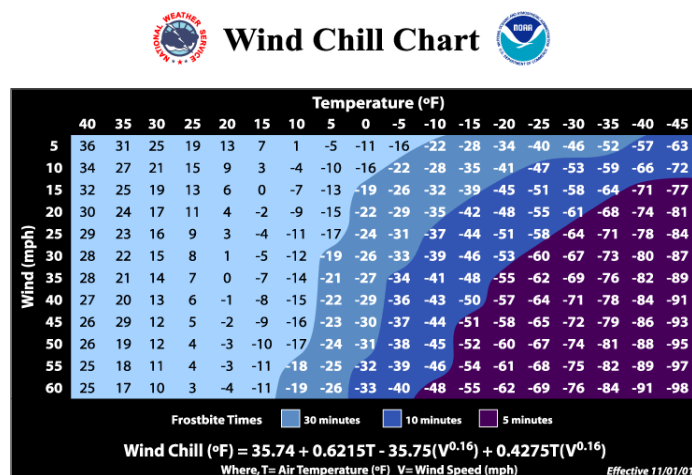 NATIONAL WEATHER SERVICE
Wind Chill Chart
NOAA
Temperature (ºF)
40 35 30 25 20 15 10 5 0 -5 -10 -15 -20 -25 -30 -35 -40 -45
Wind (mph)
5 36 31 25 19 13 7 1 -5 -11 -16 -22 -28 -34 -40 -46 -52 -57 -63
10 34 27 21 15 9 3 -4 -10 -16 -22 -28 -35 -41 -47 -53 -59 -66 -72
15 32 25 19 13 6 0 -7 -13 -19 -26 -32 -39 -45 -51 -58 -64 -71 -77
20 30 24 17 11 4 -2 -9 -15 -22 -29 -35 -42 -48 -55 -61 -68 -74 -81
25 29 23 16 9 3 -4 -11 -17 -24 -31 -37 -44 -51 -58 -64 -71 -78 -84
30 28 22 15 8 1 -5 -12 -19 -26 -33 -39 -46 -53 -60 -67 -73 -80 -87
35 28 21 14 7 0 -7 -14 -21 -27 -34 -41 -48 -55 -62 -69 -76 -82 -89
40 27 20 13 6 -1 -8 -15 -22 -29 -36 -43 -50 -57 -64 -71 -78 -84 -91
45 26 29 12 5 -2 -9 -16 -23 -30 -37 -44 -51 -58 -65 -72 -79 -86 -93
50 26 19 12 4 -3 -10 -17 -24 -31 -38 -45 -52 -60 -67 -74 -81 -88 -95
55 25 18 11 4 -3 -11 -18 -25 -32 -39 -46 -54 -61 -68 -75 -82 -89 -97
60 25 17 10 3 -4 -11 -19 -26 -33 -40 -48 -55 -62 -69 -76 -84 -91 -98
Frostbite Times 30 minutes 10 minutes 5 minutes
Wind Chill (ºF) = 35.74 + 0.6215T - 35.75(V0.16) + 0.4275T(V0.16)
Where, T= Air Temperature (ºF) V= Wind Speed (mph) Effective 11/01/01